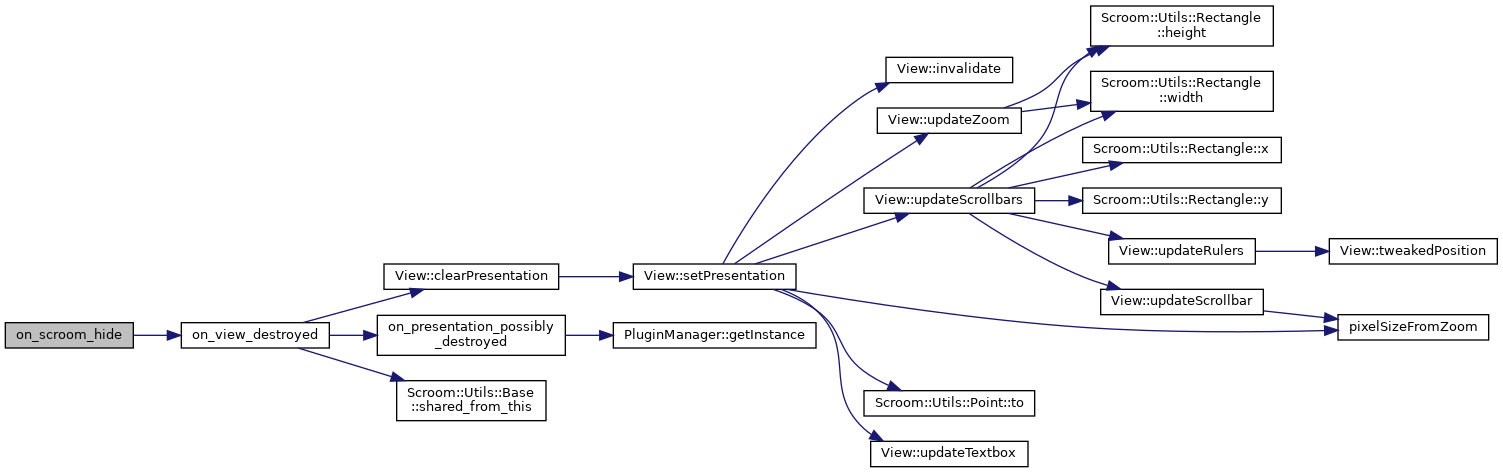 Scroom::Utils::Rectangle
::height
View::invalidate
Scroom::Utils::Rectangle
::width
View::updateZoom
Scroom::Utils::Rectangle::x
View::updateScrollbars
Scroom::Utils::Rectangle::y
View::updateRulers
View::tweakedPosition
View::clearPresentation
View::setPresentation
View::updateScrollbar
pixelSizeFromZoom
on_scroom_hide
on_view_destroyed
on_presentation_possibly
_destroyed
PluginManager::getInstance
Scroom::Utils::Base
::shared_from_this
Scroom::Utils::Point::to
View::updateTextbox